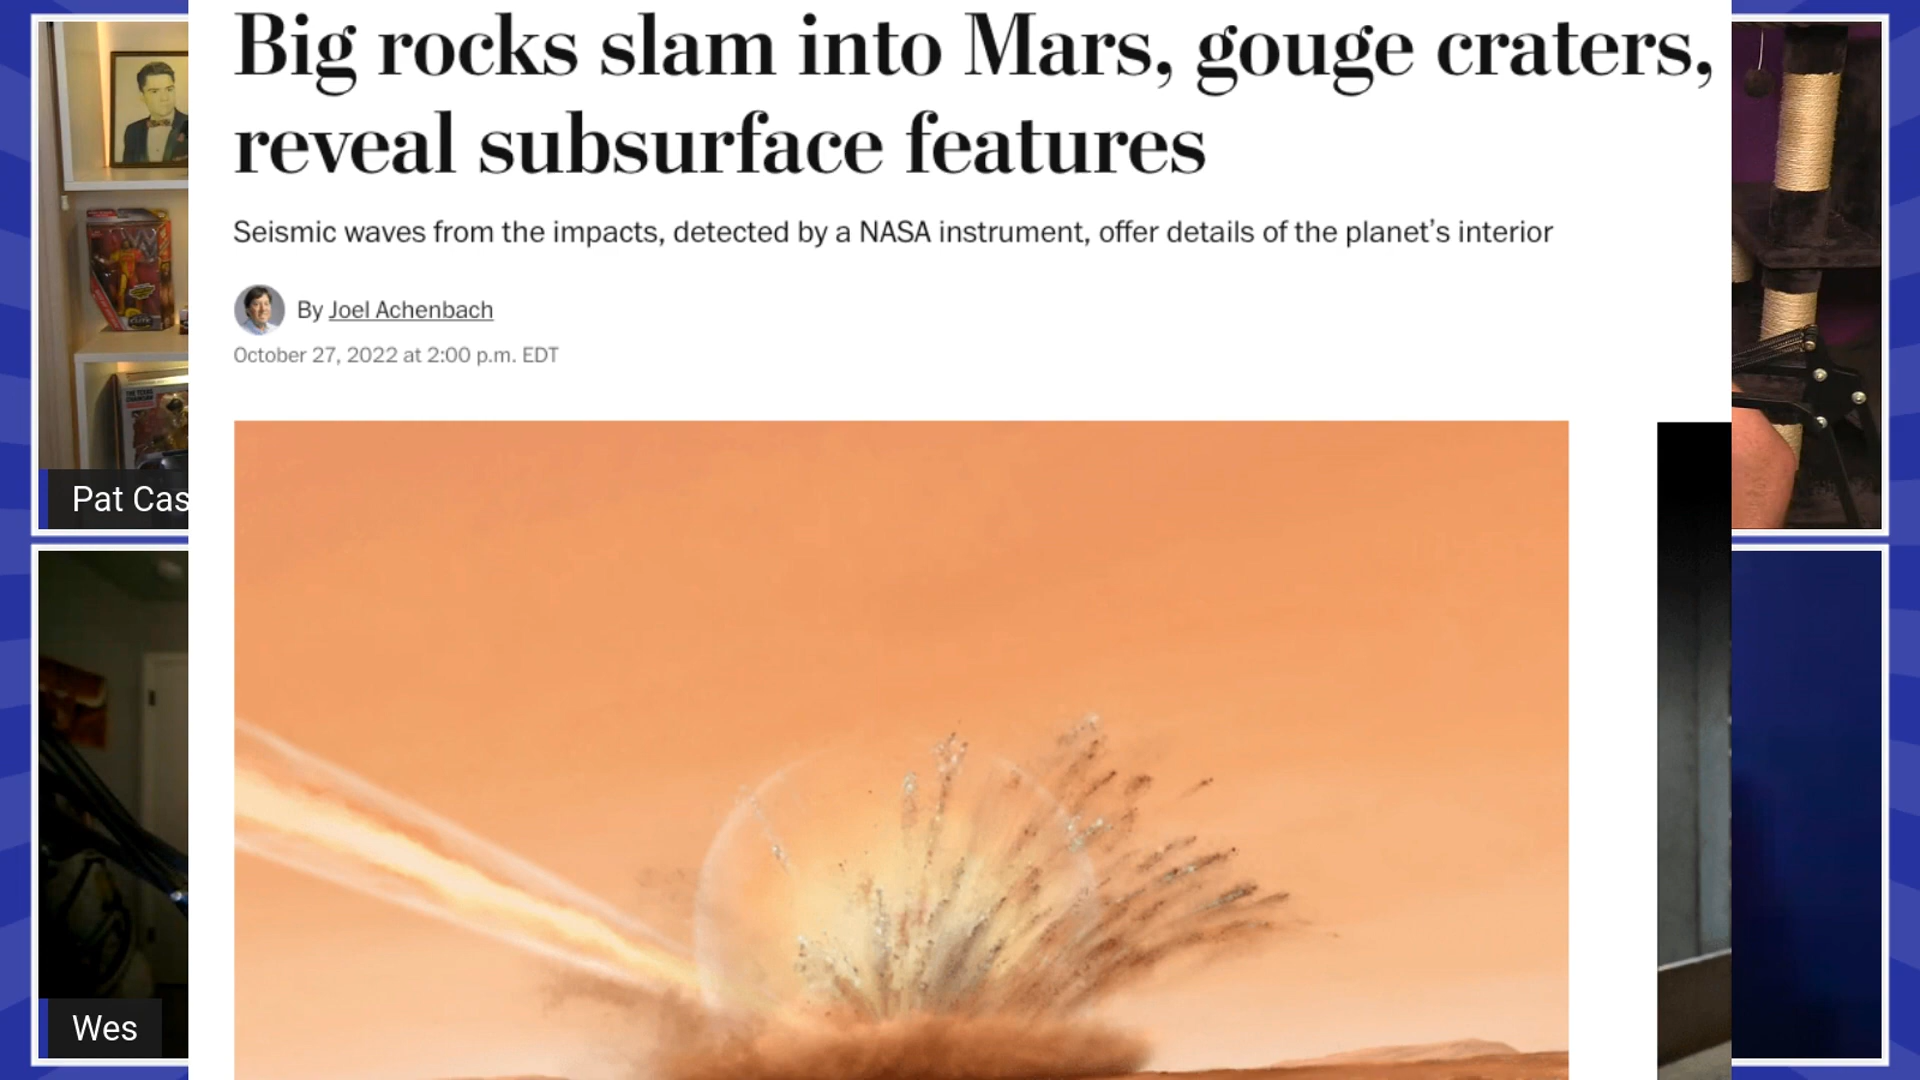 Big rocks slam into Mars, gouge craters,
reveal subsurface features
Seismic waves from the impacts, detected by a NASA instrument, offer details of the planet's interior
By Joel Achenbach
October 27, 2022 at 2:00 p.m. EDT
Pat Cas
Wes